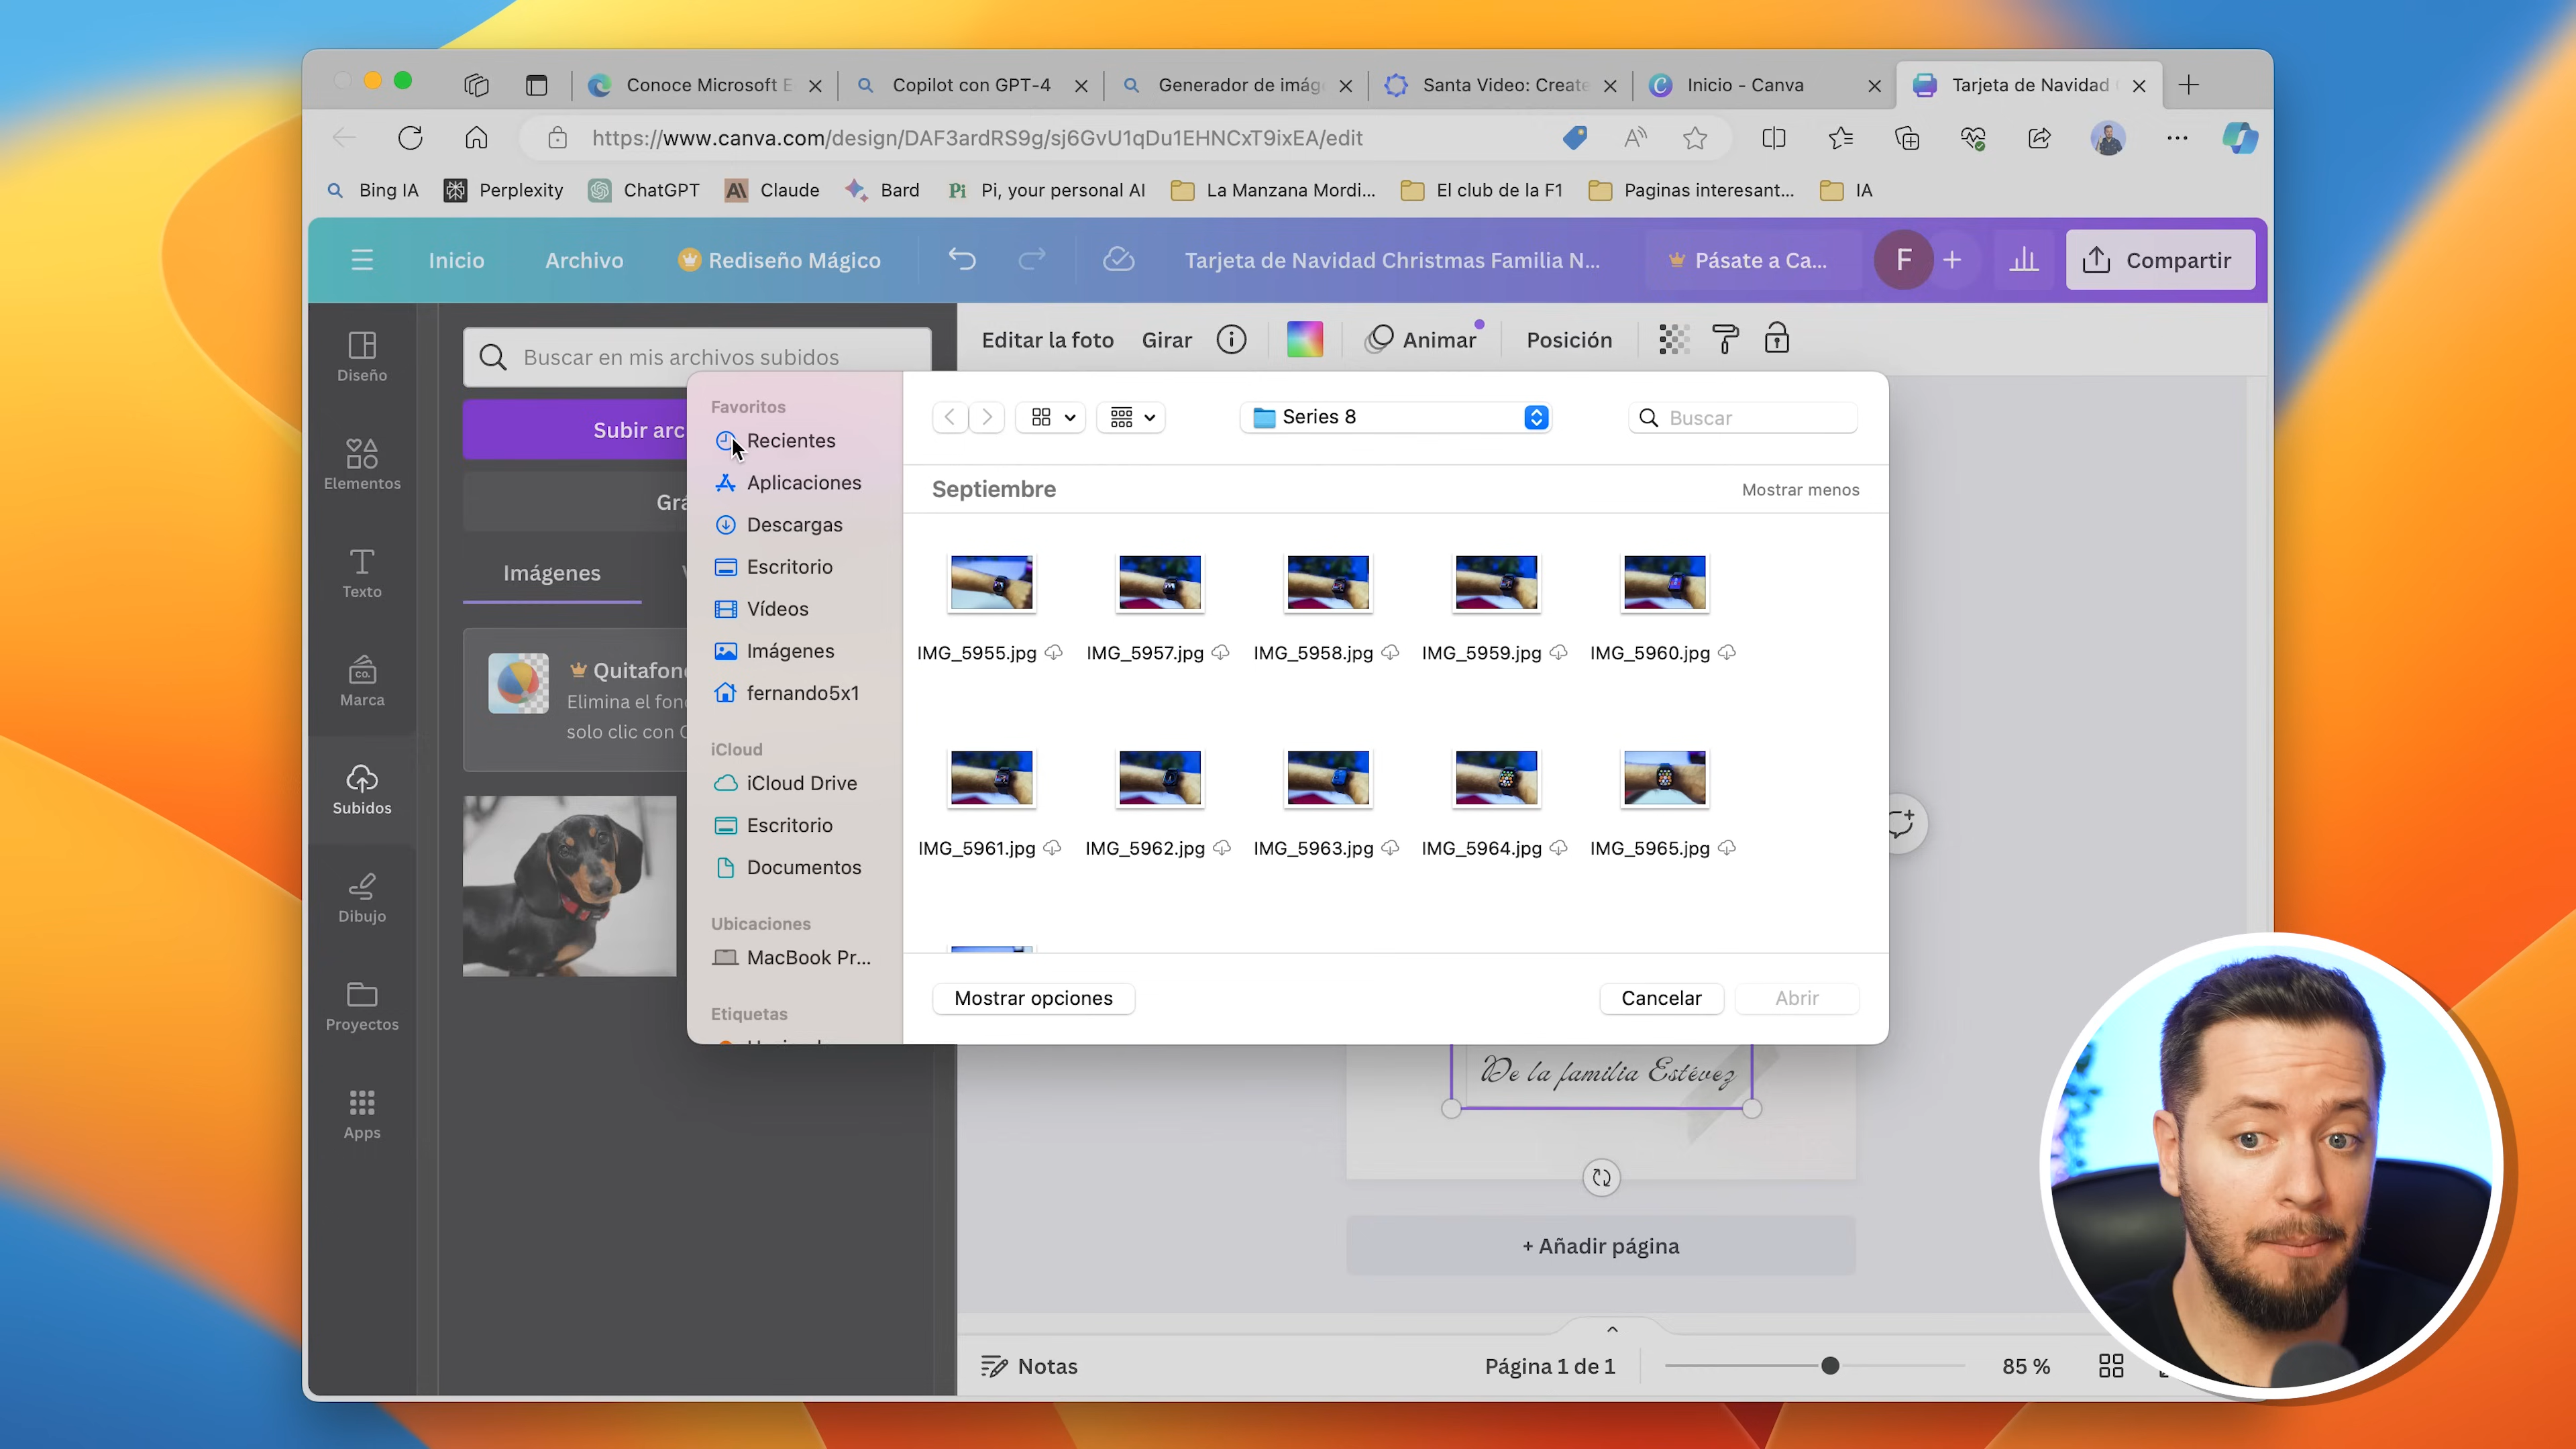 Conoce Microsoft E
Copilot con GPT-4
Generador de imág
Santa Video: Create
Inicio - Canva
Tarjeta de Navidad
https://www.canva.com/design/DAF3ardRS9g/sj6GvU1qDu1EHNCxT9ixEA/edit
Bing IA
Perplexity
ChatGPT
Claude
Bard
Pi, your personal AI
La Manzana Mordi...
El club de la F1
Paginas interesant...
IA
Inicio
Archivo
Rediseño Mágico
Tarjeta de Navidad Christmas Familia N...
Pásate a Ca...
F
Compartir
Diseño
Elementos
Texto
Marca
Subidos
Dibujo
Proyectos
Apps
Buscar en mis archivos subidos
Subir arc
Grá
Imágenes
Quitafon
Elimina el fon
solo clic con C
Editar la foto
Girar
Animar
Posición
Favoritos
Recientes
Aplicaciones
Descargas
Escritorio
Vídeos
Imágenes
fernando5x1
iCloud
iCloud Drive
Escritorio
Documentos
Ubicaciones
MacBook Pr...
Etiquetas
Series 8
Buscar
Septiembre
Mostrar menos
IMG_5955.jpg
IMG_5957.jpg
IMG_5958.jpg
IMG_5959.jpg
IMG_5960.jpg
IMG_5961.jpg
IMG_5962.jpg
IMG_5963.jpg
IMG_5964.jpg
IMG_5965.jpg
Mostrar opciones
Cancelar
Abrir
De la familia Estévez
+ Añadir página
Notas
Página 1 de 1
85 %